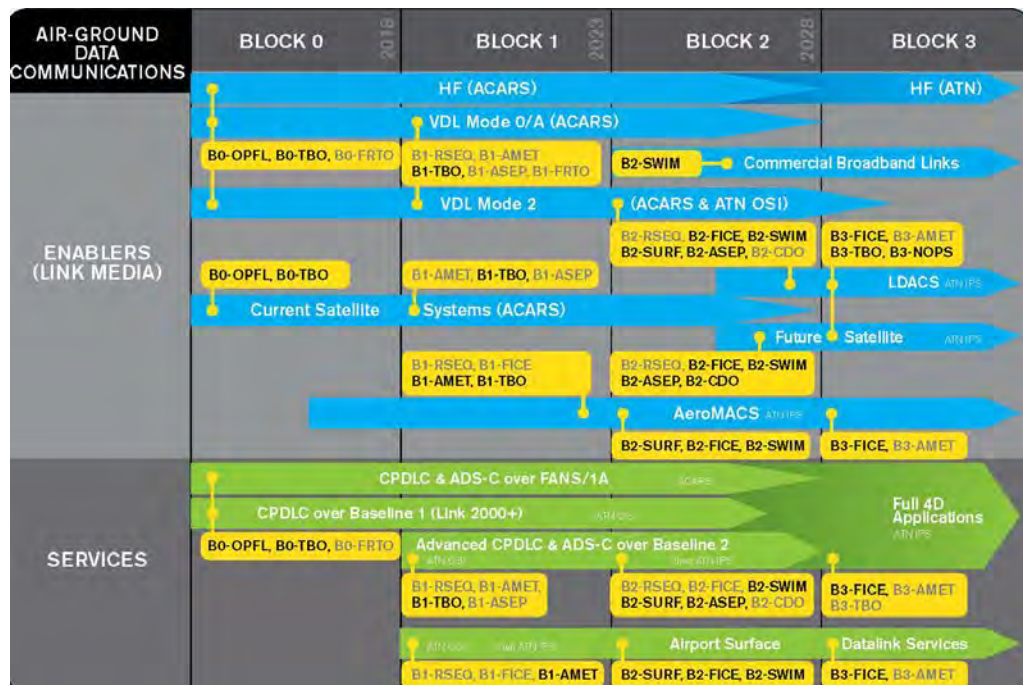 AIR-GROUND
DATA
COMMUNICATIONS
BLOCK 0
2018
BLOCK 1
2023
BLOCK 2
2028
BLOCK 3
HF (ACARS)
HF (ATN)
VDL Mode 0/A (ACARS)
B0-OPFL, B0-TBO, B0-FRTO
B1-RSEQ, B1-AMET
B1-TBO, B1-ASEP, B1-FRTO
B2-SWIM
Commercial Broadband Links
VDL Mode 2
(ACARS & ATN OSI)
ENABLERS
(LINK MEDIA)
B2-RSEQ, B2-FICE, B2-SWIM
B2-SURF, B2-ASEP, B2-CDO
B3-FICE, B3-AMET
B3-TBO, B3-NOPS
B0-OPFL, B0-TBO
B1-AMET, B1-TBO, B1-ASEP
LDACS ATN IPS
Current Satellite Systems (ACARS)
Future Satellite ATN IPS
B1-RSEQ, B1-FICE
B1-AMET, B1-TBO
B2-RSEQ, B2-FICE, B2-SWIM
B2-ASEP, B2-CDO
AeroMACS ATN IPS
B2-SURF, B2-FICE, B2-SWIM
B3-FICE, B3-AMET
SERVICES
CPDLC & ADS-C over FANS/1A ACARS
CPDLC over Baseline 1 (Link 2000+) ATN OSI
Full 4D
Applications
ATN IPS
B0-OPFL, B0-TBO, B0-FRTO
Advanced CPDLC & ADS-C over Baseline 2
ATN OSI
ATN IPS
B1-RSEQ, B1-AMET,
B1-TBO, B1-ASEP
B2-RSEQ, B2-FICE, B2-SWIM
B2-SURF, B2-ASEP, B2-CDO
B3-FICE, B3-AMET
B3-TBO
ATN OSI
ATN IPS
Airport Surface Datalink Services
B1-RSEQ, B1-FICE, B1-AMET
B2-SURF, B2-FICE, B2-SWIM
B3-FICE, B3-AMET